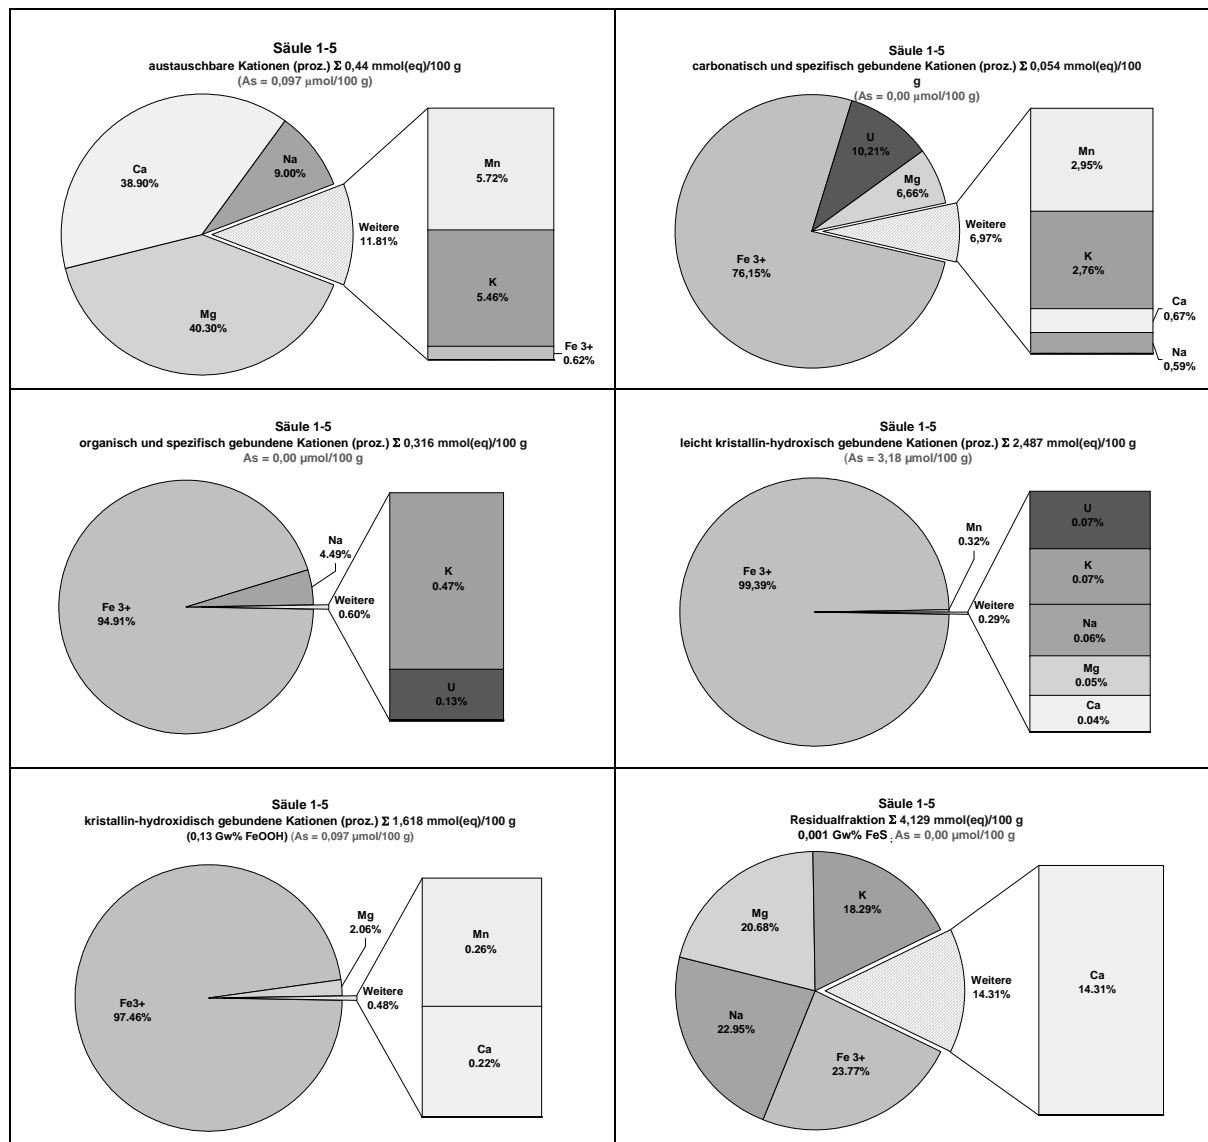 Säule 1-5
austauschbare Kationen (proz.) Σ 0,44 mmol(eq)/100 g
(As = 0,097 µmol/100 g)
Ca
38.90%
Na
9.00%
Mg
40.30%
Weitere
11.81%
Mn
5.72%
K
5.46%
Fe 3+
0.62%
Säule 1-5
carbonatisch und spezifisch gebundene Kationen (proz.) Σ 0,054 mmol(eq)/100
g
(As = 0,00 µmol/100 g)
U
10,21%
Mg
6,66%
Fe 3+
76,15%
Weitere
6,97%
Mn
2,95%
K
2,76%
Ca
0,67%
Na
0,59%
Säule 1-5
organisch und spezifisch gebundene Kationen (proz.) Σ 0,316 mmol(eq)/100 g
As = 0,00 µmol/100 g)
Na
4.49%
Fe 3+
94.91%
Weitere
0.60%
K
0.47%
U
0.13%
Säule 1-5
leicht kristallin-hydroxisch gebundene Kationen (proz.) Σ 2,487 mmol(eq)/100 g
(As = 3,18 µmol/100 g)
Mn
0.32%
Fe 3+
99,39%
Weitere
0.29%
U
0.07%
K
0.07%
Na
0.06%
Mg
0.05%
Ca
0.04%
Säule 1-5
kristallin-hydroxidisch gebundene Kationen (proz.) Σ 1,618 mmol(eq)/100 g
(0,13 Gw% FeOOH) (As = 0,097 µmol/100 g)
Mg
2.06%
Fe3+
97.46%
Weitere
0.48%
Mn
0.26%
Ca
0.22%
Säule 1-5
Residualfraktion Σ 4,129 mmol(eq)/100 g
0,001 Gw% FeS ; As = 0,00 µmol/100 g)
K
18.29%
Mg
20.68%
Na
22.95%
Fe 3+
23.77%
Weitere
14.31%
Ca
14.31%